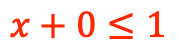 x + 0 ≤ 1